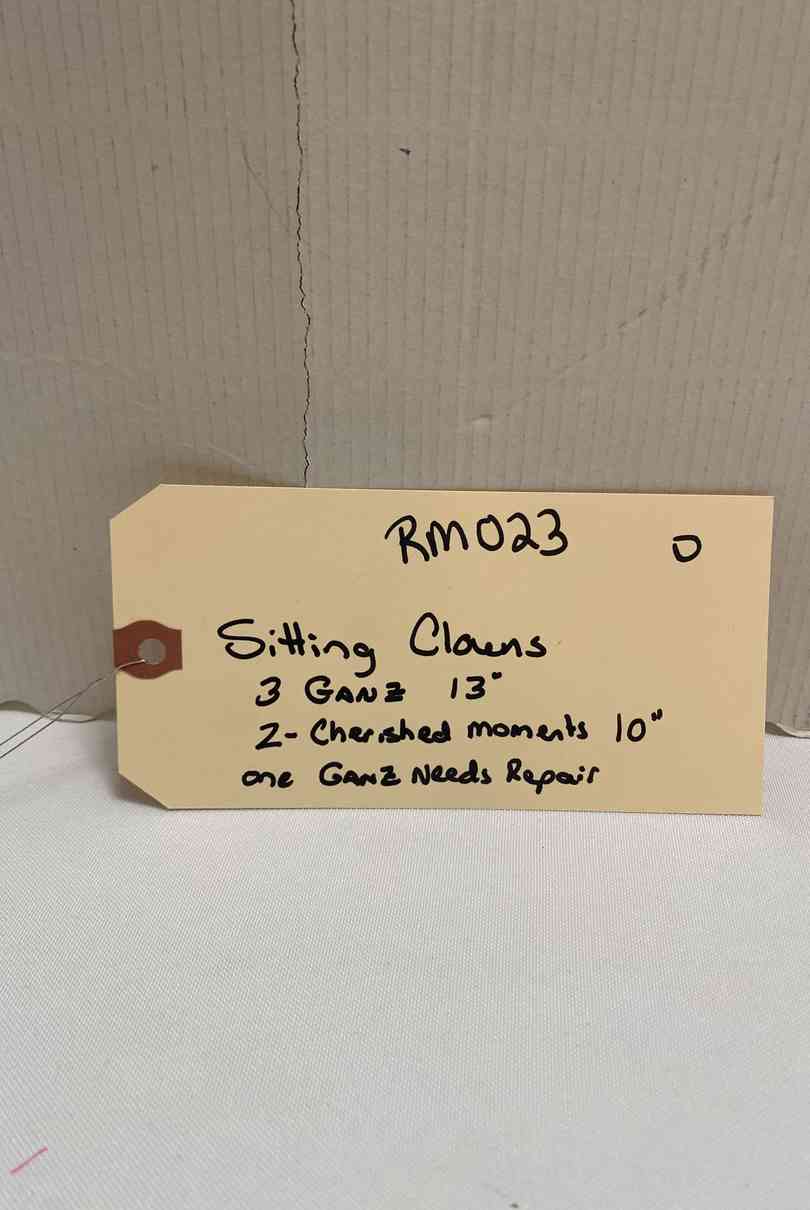 RM023 D
Sitting Clowns
3 GANZ 13"
2- Cherished moments 10"
one GANZ Needs Repair